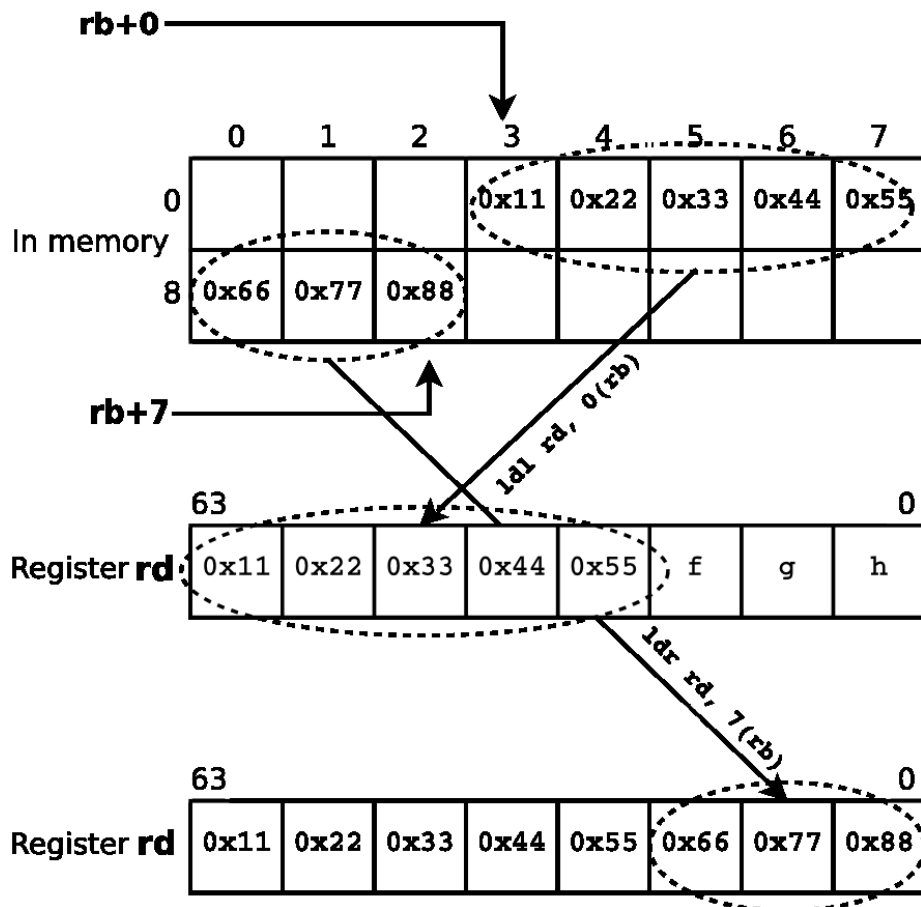 rb+0
0 1 2 3 4 5 6 7
0 0x11 0x22 0x33 0x44 0x55
In memory
8 0x66 0x77 0x88
rb+7
ldl rd, 0(rb)
63 0
Register rd 0x11 0x22 0x33 0x44 0x55 f g h
ldr rd, 7(rb)
63 0
Register rd 0x11 0x22 0x33 0x44 0x55 0x66 0x77 0x88